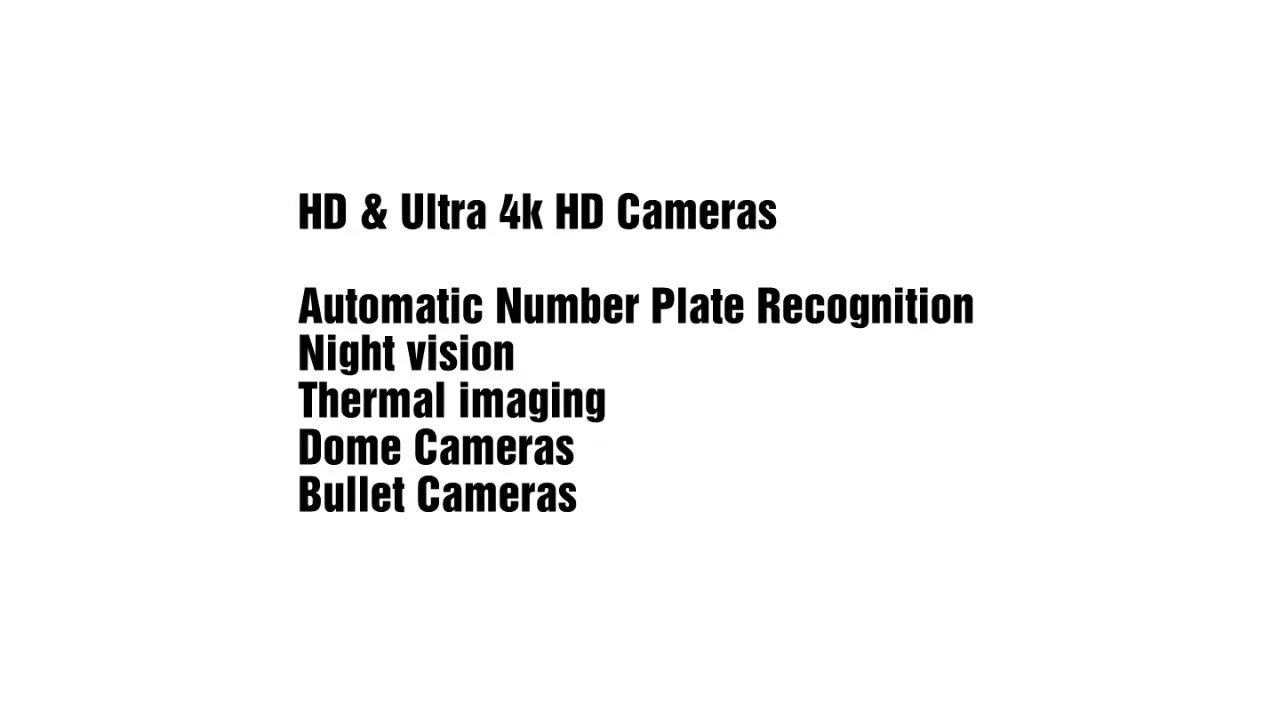 HD & Ultra 4k HD Cameras
Automatic Number Plate Recognition
Night vision
Thermal imaging
Dome Cameras
Bullet Cameras